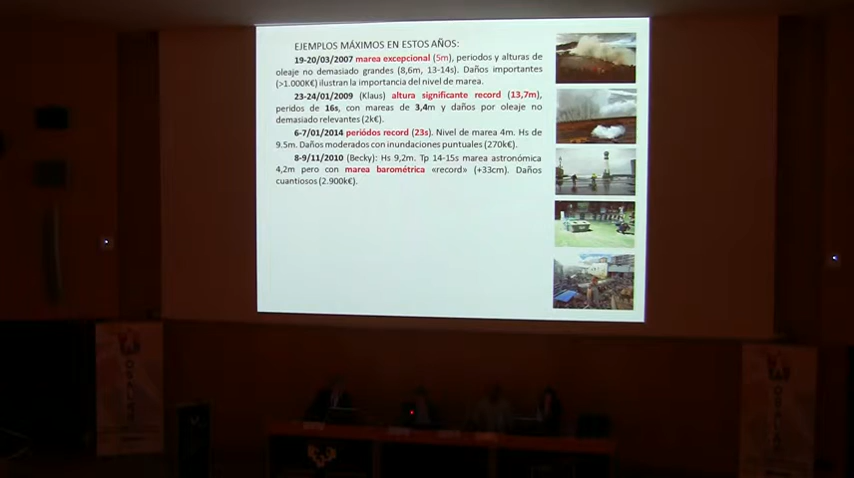 EJEMPLOS MÁXIMOS EN ESTOS AÑOS:
19-20/03/2007 marea excepcional (5m), periodos y alturas de
oleaje no demasiado grandes (8,6m, 13-14s). Daños importantes
(>1.000K€) ilustran la importancia del nivel de marea.
23-24/01/2009 (Klaus) altura significante record (13,7m),
peridos de 16s, con mareas de 3,4m y daños por oleaje no
demasiado relevantes (2k€).
6-7/01/2014 periódos record (23s). Nivel de marea 4m. Hs de
9.5m. Daños moderados con inundaciones puntuales (270k€).
8-9/11/2010 (Becky): Hs 9,2m. Tp 14-15s marea astronómica
4,2m pero con marea barométrica «record» (+33cm). Daños
cuantiosos (2.900k€).